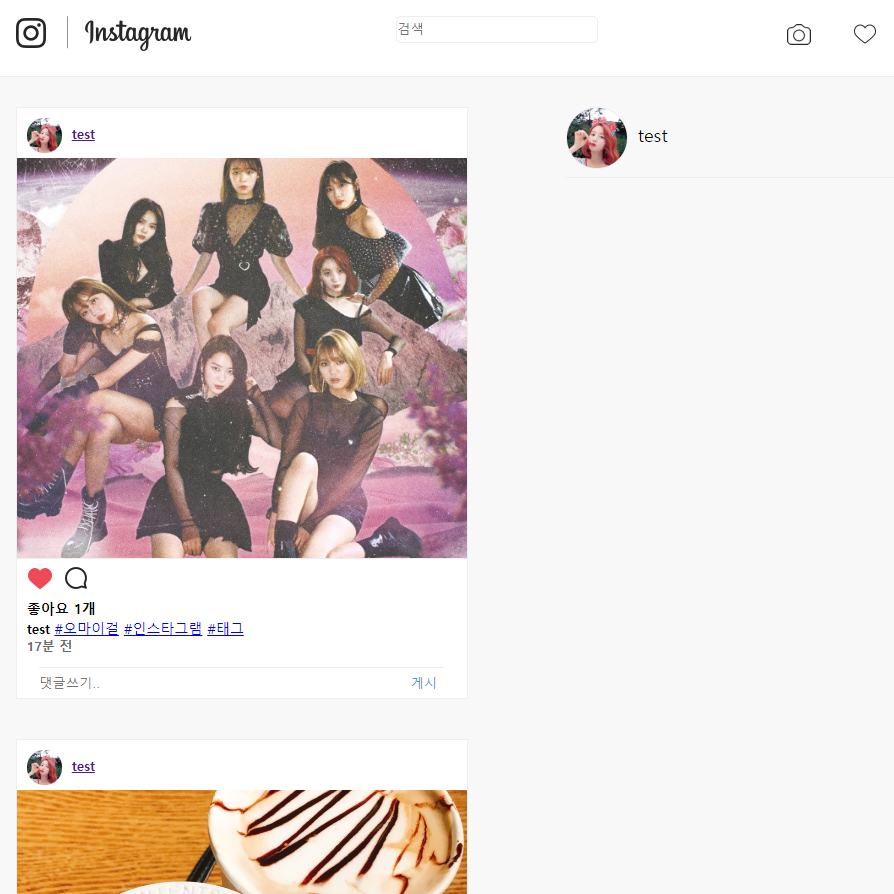 Instagram
검색
test
test
좋아요 1개
test #오마이걸 #인스타그램 #태그
17분 전
댓글쓰기.. 게시
test